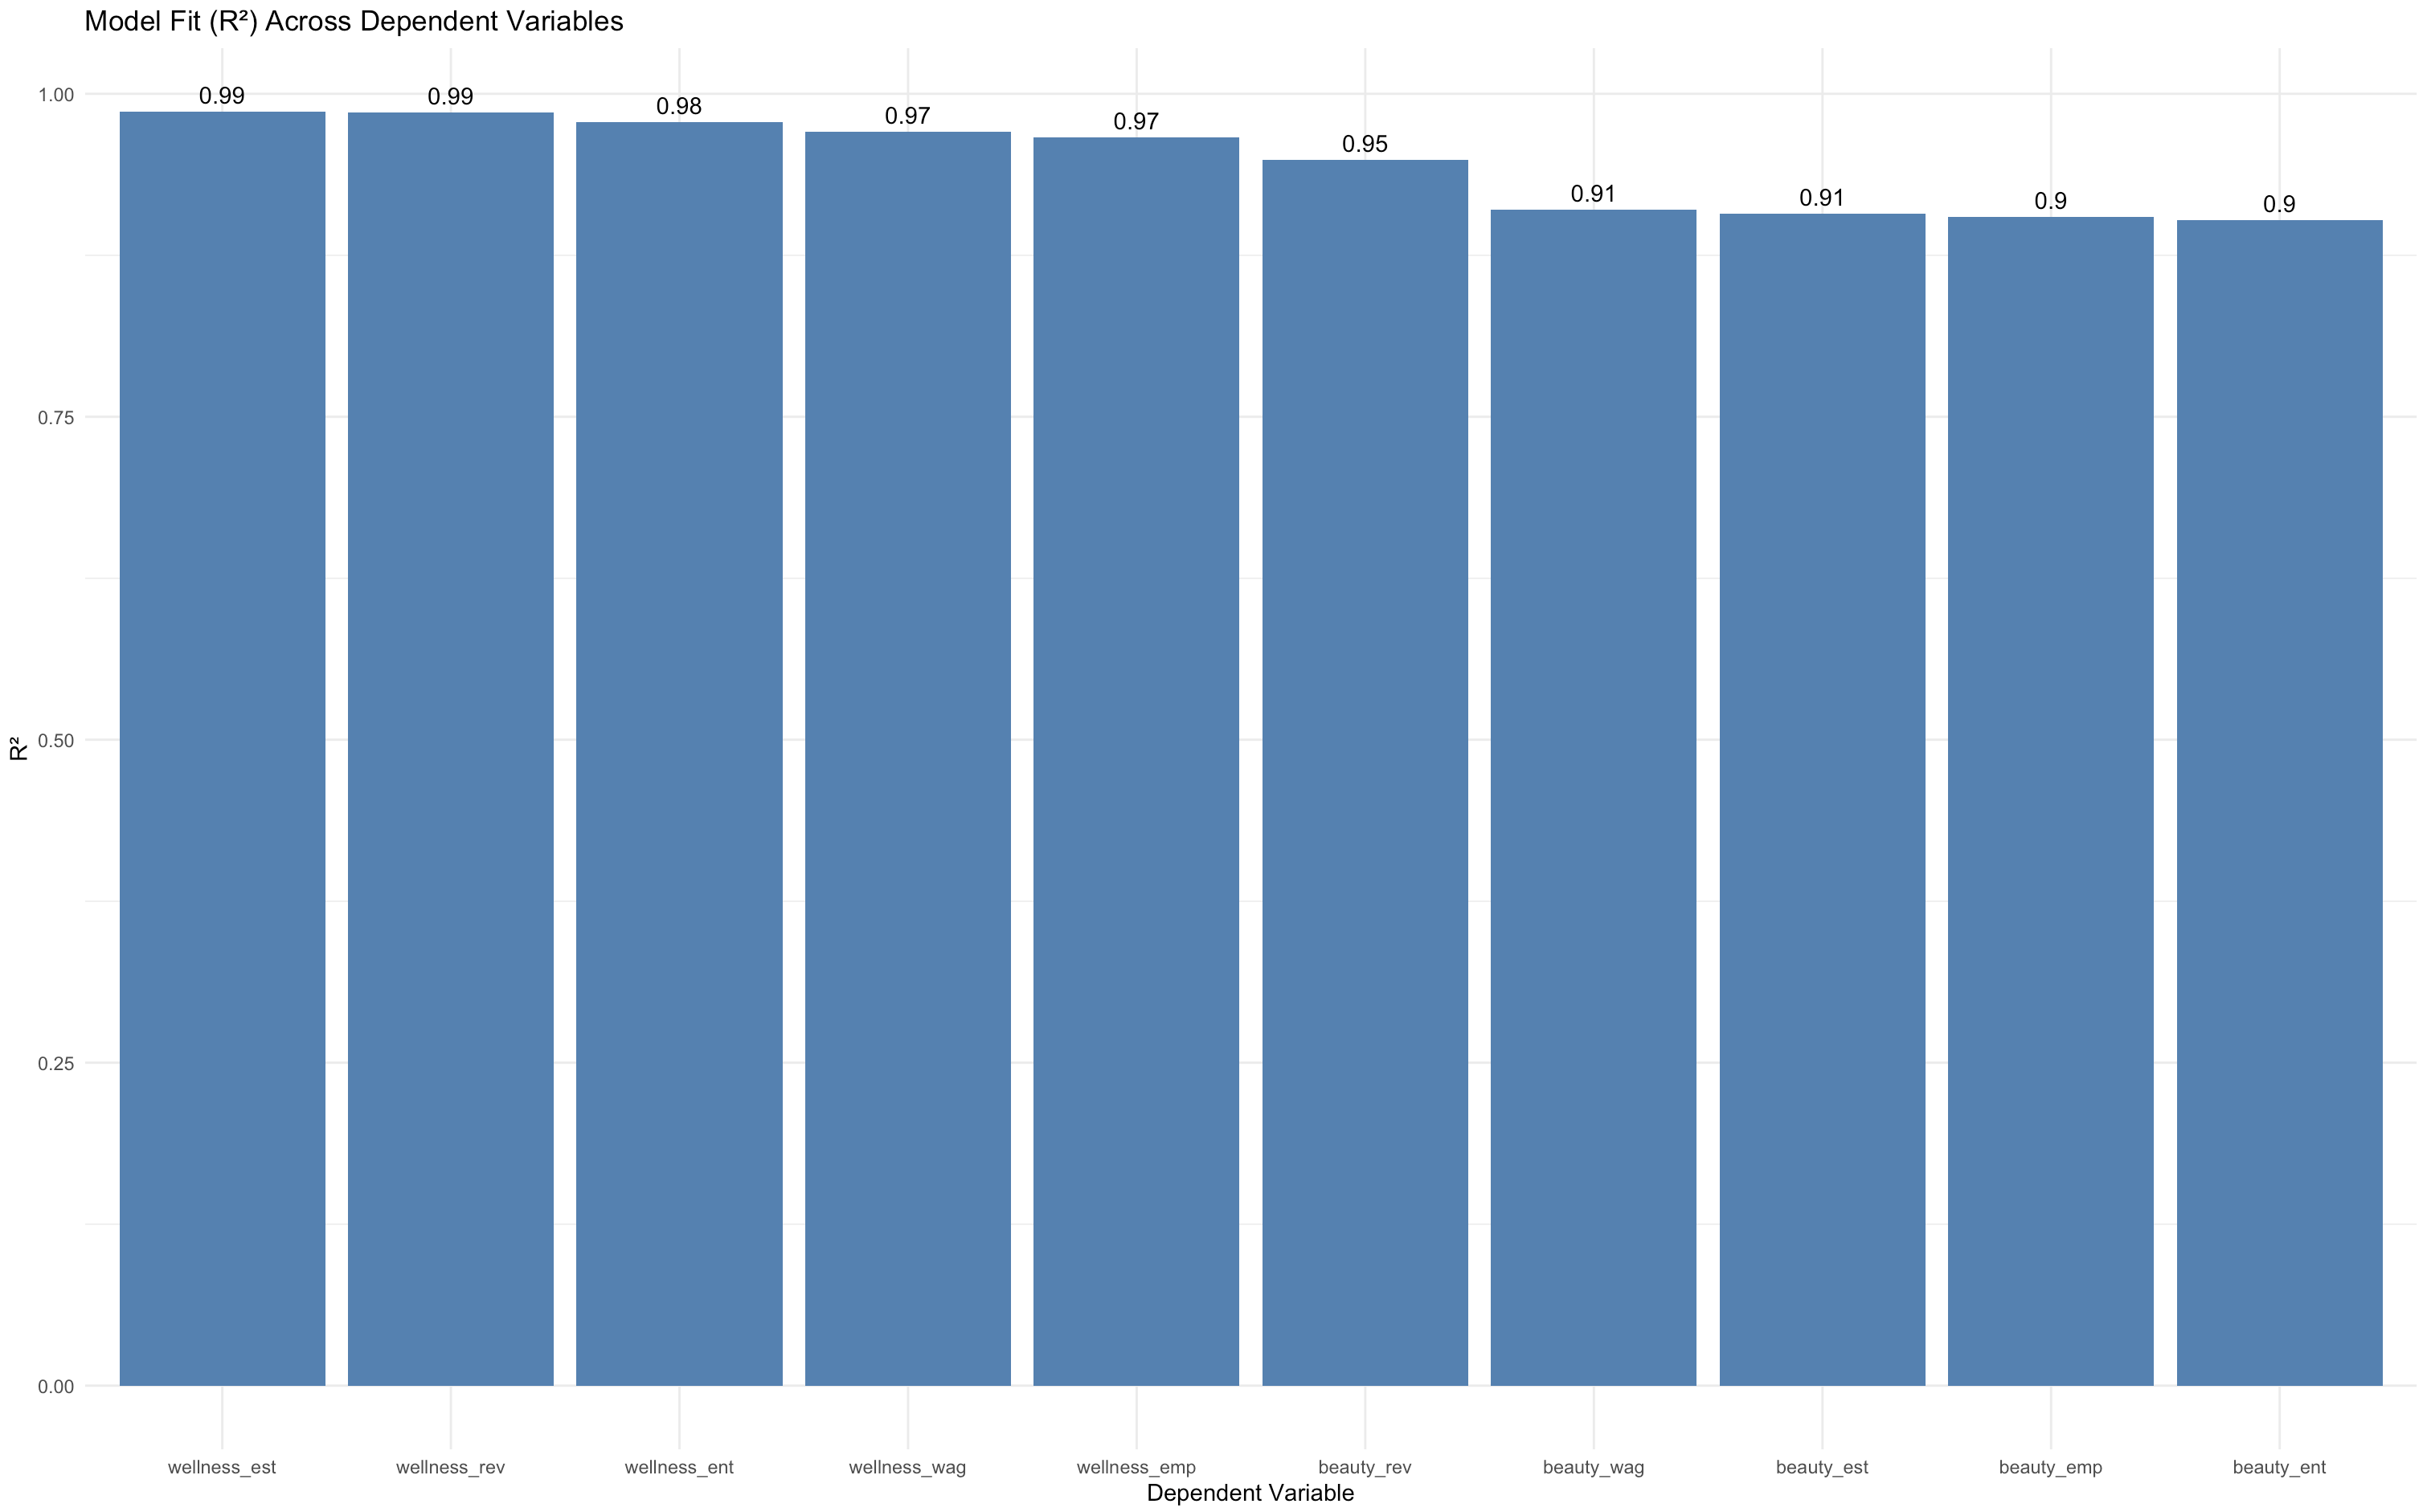 Model Fit (R²) Across Dependent Variables
1.00
0.75
0.50
0.25
0.00
R²
0.99
0.99
0.98
0.97
0.97
0.95
0.91
0.91
0.9
0.9
wellness_est
wellness_rev
wellness_ent
wellness_wag
wellness_emp
beauty_rev
beauty_wag
beauty_est
beauty_emp
beauty_ent
Dependent Variable